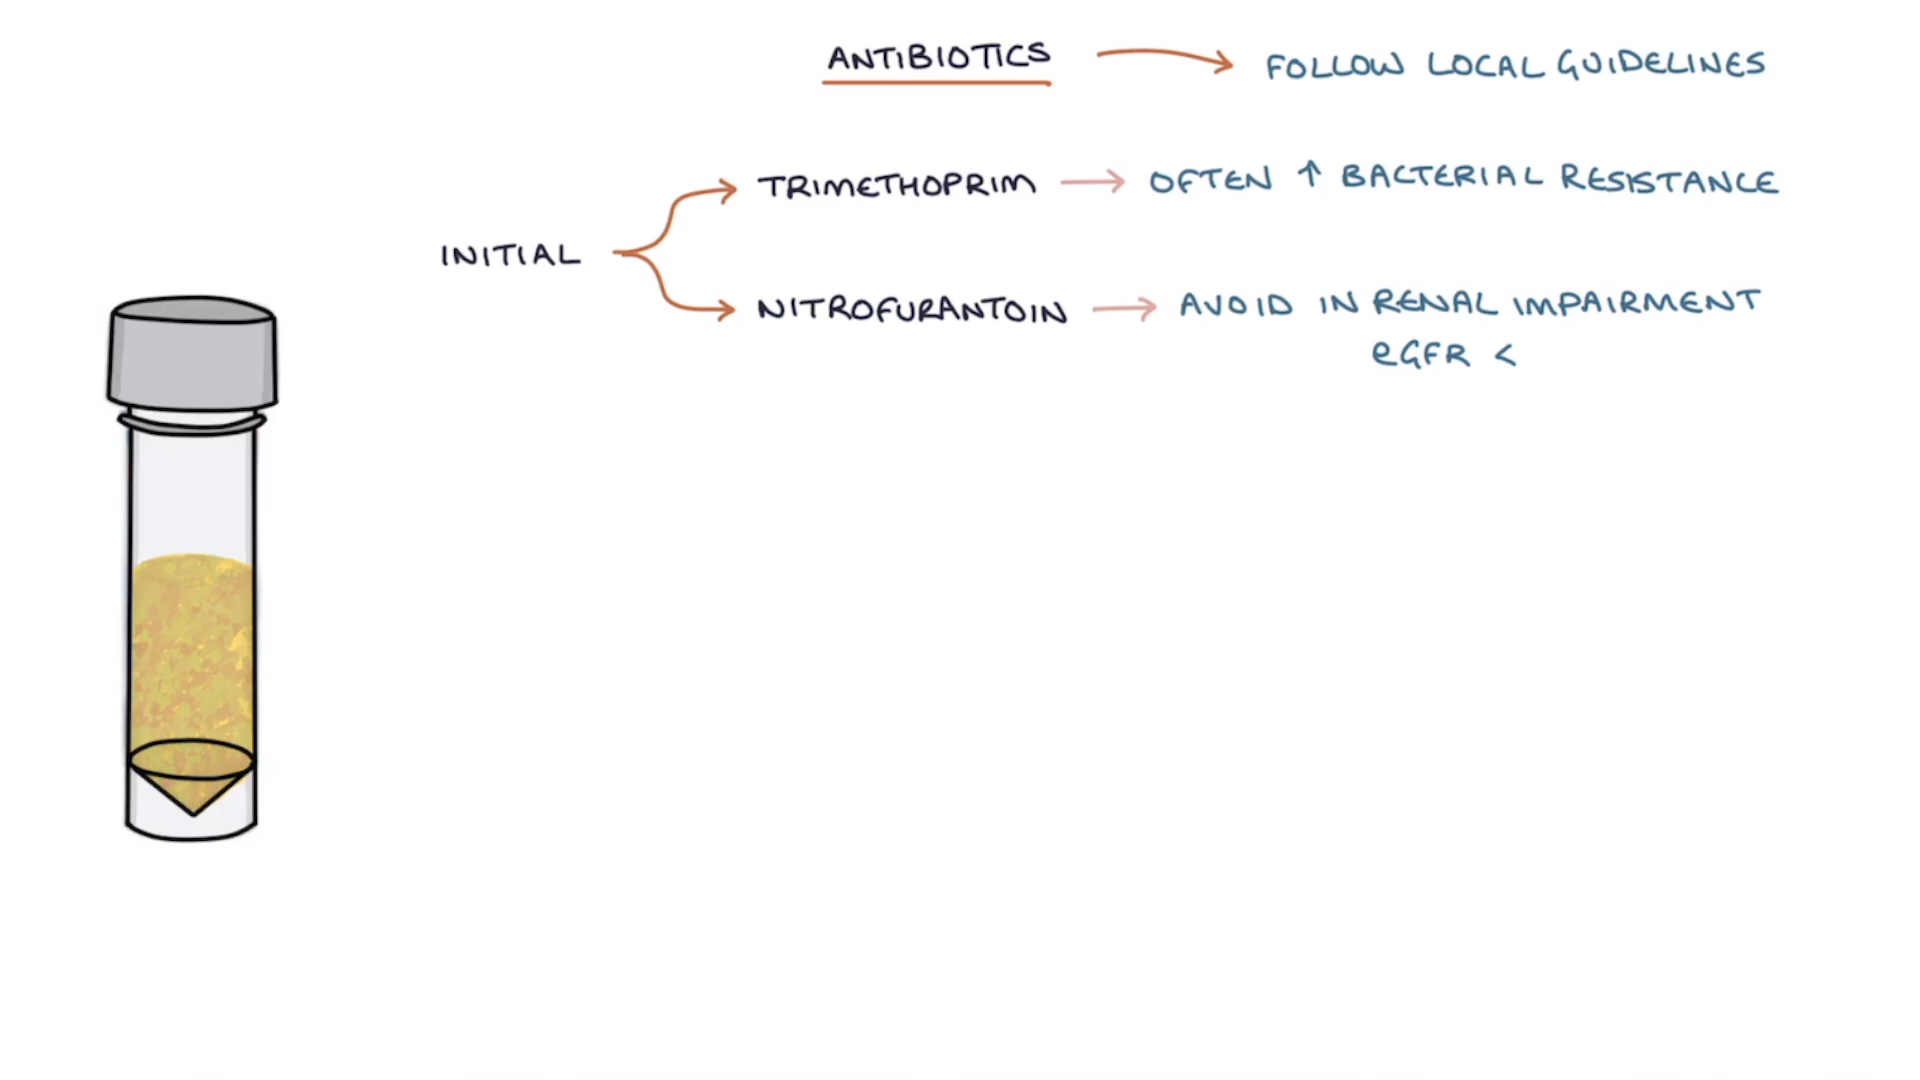 ANTIBIOTICS → FOLLOW LOCAL GUIDELINES
TRIMETHOPRIM → OFTEN ↑ BACTERIAL RESISTANCE
INITIAL
NITROFURANTOIN → AVOID IN RENAL IMPAIRMENT
eGFR <